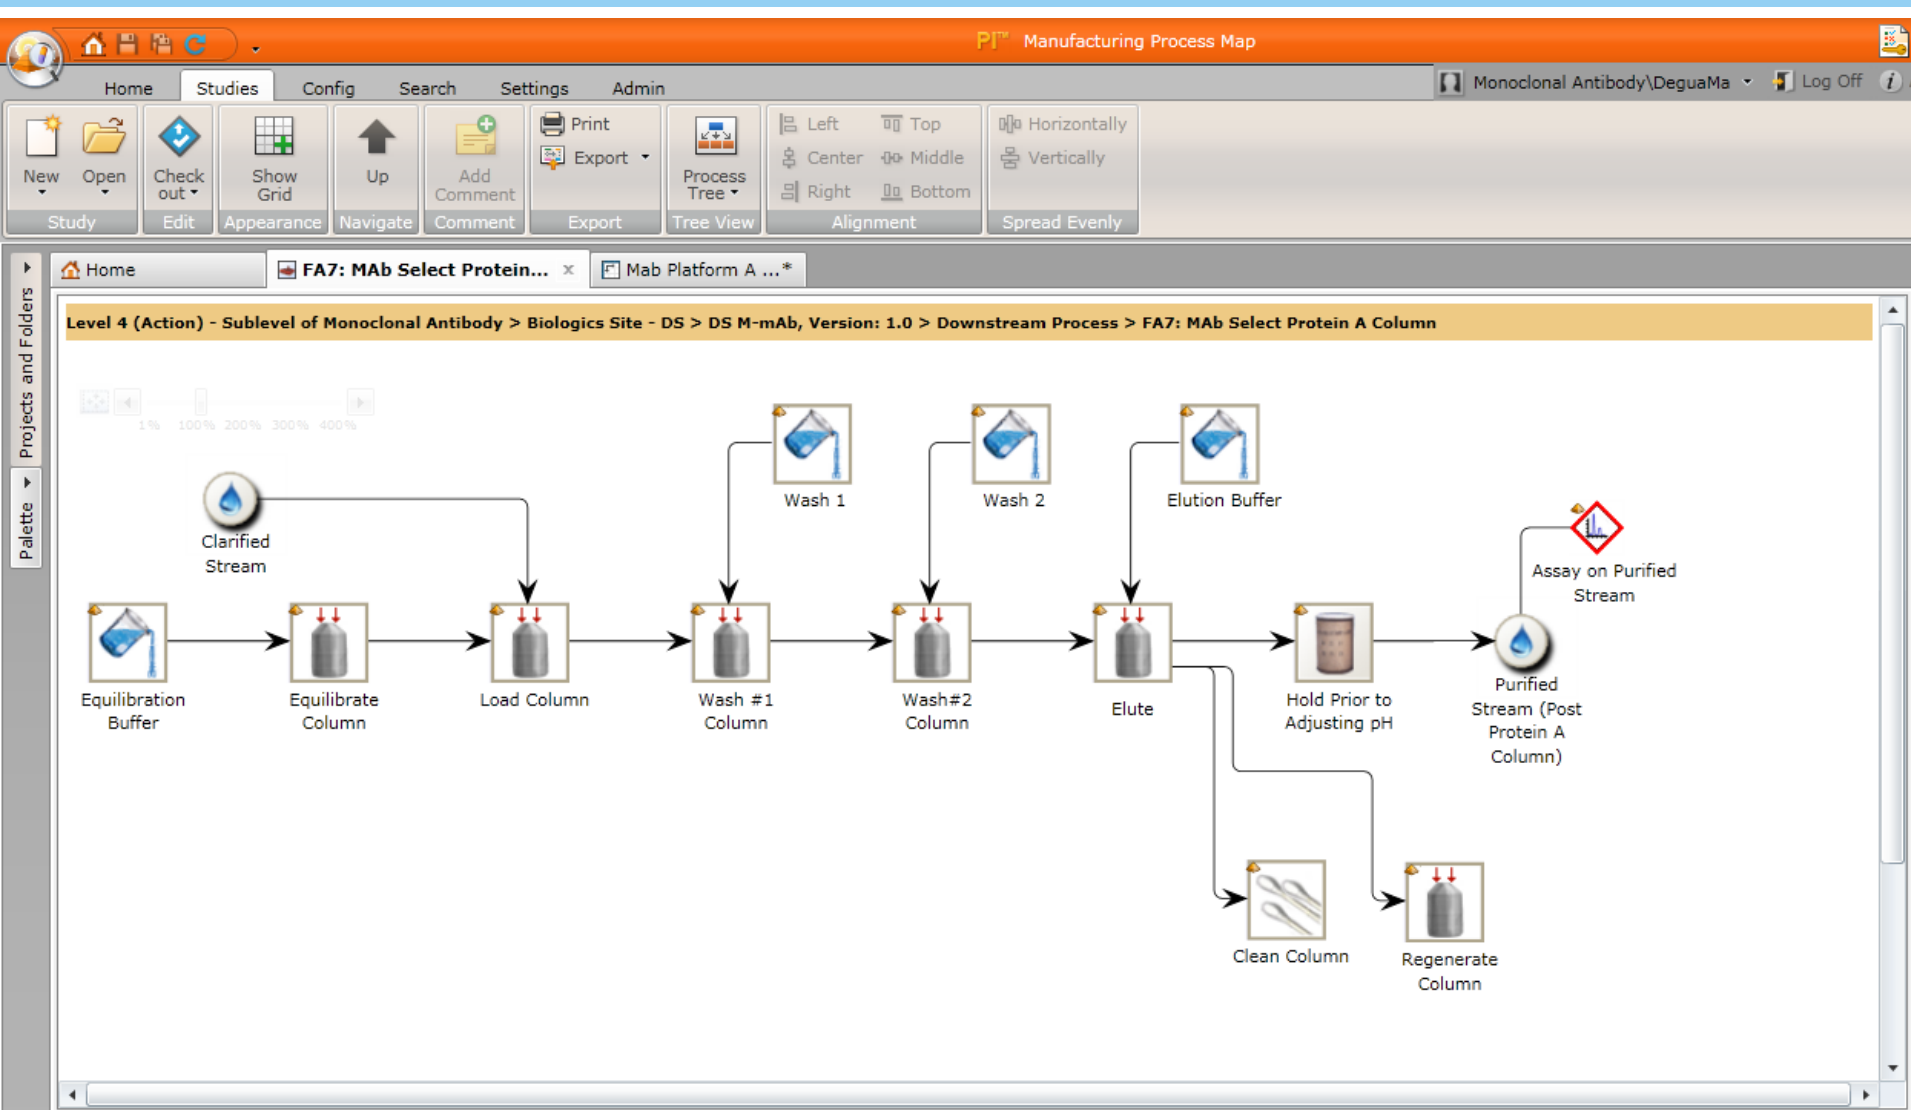 PI™ Manufacturing Process Map
Home Studies Config Search Settings Admin
Monoclonal Antibody\DeguaMa Log Off
New Open Check out Show Grid Up Add Comment Print Export Process Tree
Left Top Horizontally
Center Middle Vertically
Right Bottom
Study Edit Appearance Navigate Comment Export Tree View Alignment Spread Evenly
Projects and Folders
Palette
Home FA7: MAb Select Protein... x Mab Platform A ...*
Level 4 (Action) - Sublevel of Monoclonal Antibody > Biologics Site - DS > DS M-mAb, Version: 1.0 > Downstream Process > FA7: MAb Select Protein A Column
1% 100% 200% 300% 400%
Wash 1
Wash 2
Elution Buffer
Clarified
Stream
Assay on Purified
Stream
Equilibration
Buffer
Equilibrate
Column
Load Column
Wash #1
Column
Wash#2
Column
Elute
Hold Prior to
Adjusting pH
Purified
Stream (Post
Protein A
Column)
Clean Column
Regenerate
Column